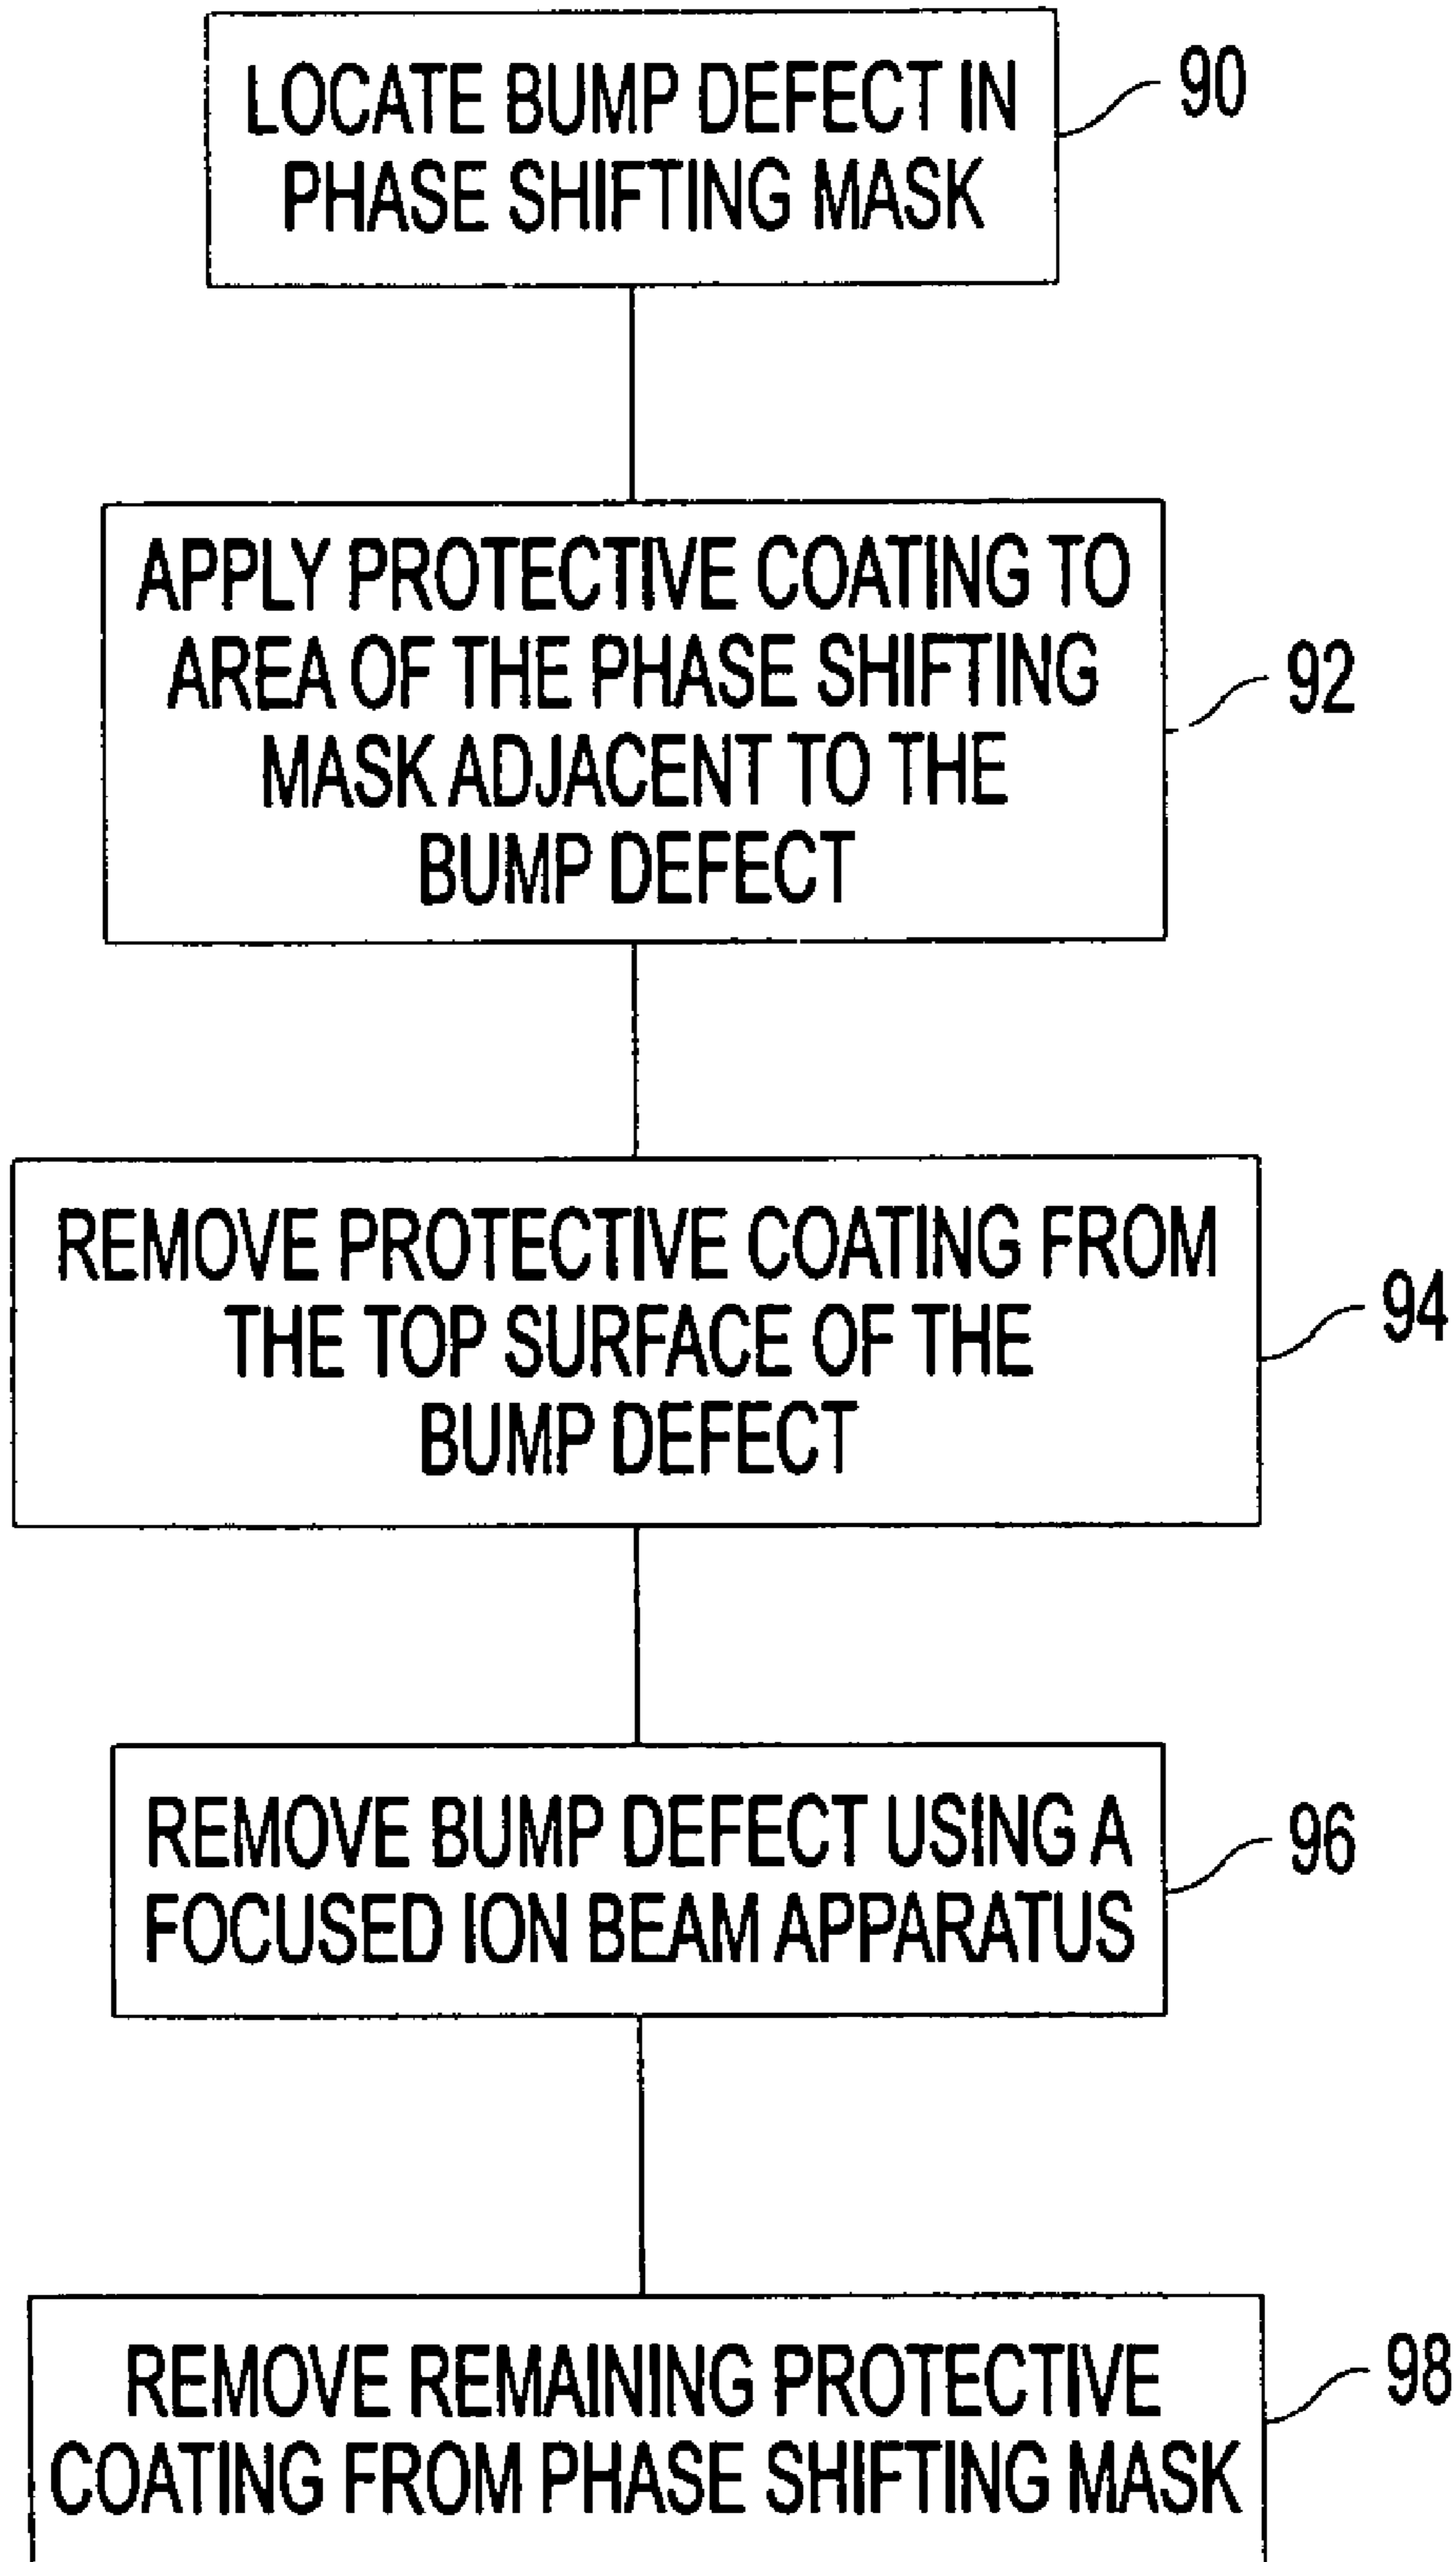 LOCATE BUMP DEFECT IN
PHASE SHIFTING MASK
90
APPLY PROTECTIVE COATING TO
AREA OF THE PHASE SHIFTING
MASK ADJACENT TO THE
BUMP DEFECT
92
REMOVE PROTECTIVE COATING FROM
THE TOP SURFACE OF THE
BUMP DEFECT
94
REMOVE BUMP DEFECT USING A
FOCUSED ION BEAM APPARATUS
96
REMOVE REMAINING PROTECTIVE
COATING FROM PHASE SHIFTING MASK
98